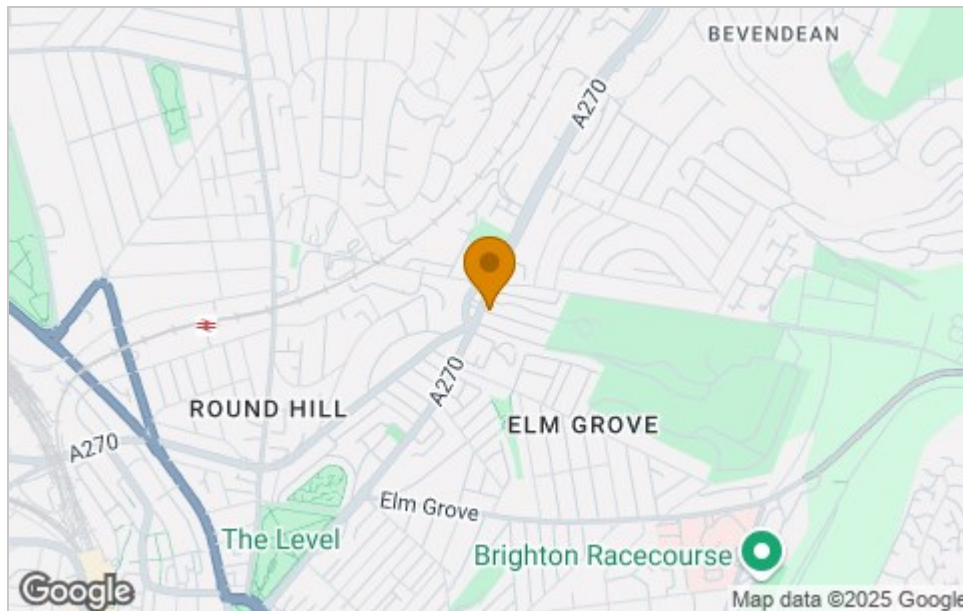 BEVENDEAN
A270
A270
ROUND HILL
ELM GROVE
A270
Elm Grove
The Level
Brighton Racecourse
Google
Map data ©2025 Google